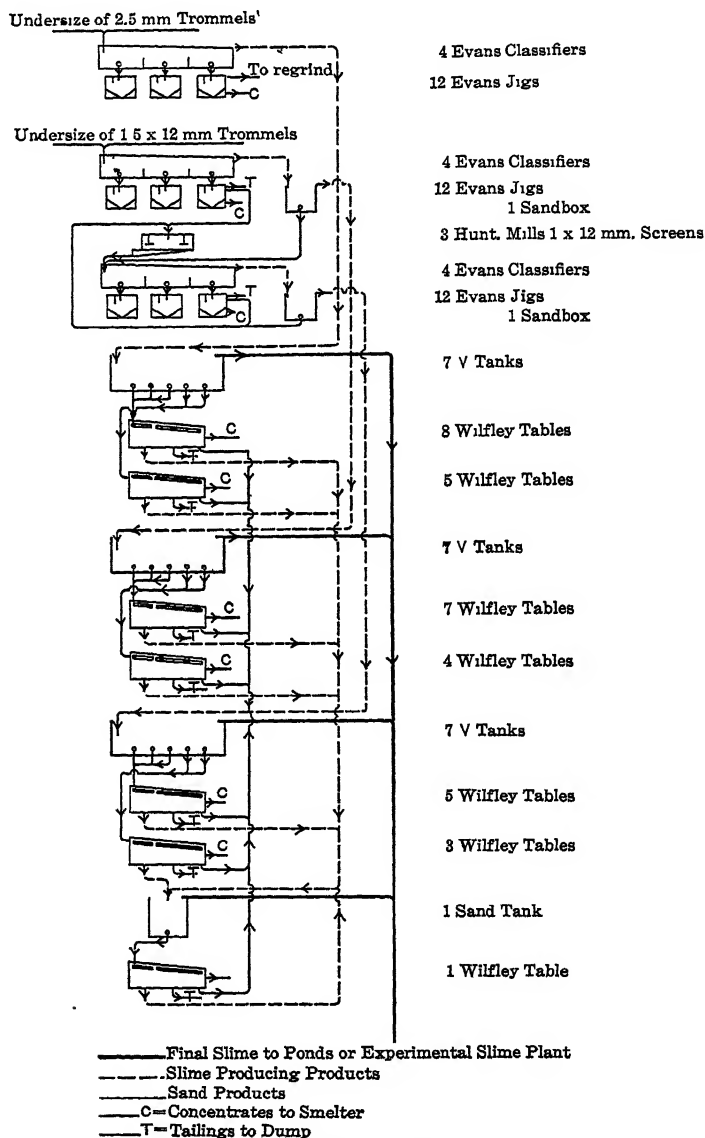 Undersize of 2.5 mm Trommels'
4 Evans Classifiers
To regrind
C
12 Evans Jigs
Undersize of 1 5 x 12 mm Trommels
4 Evans Classifiers
T
12 Evans Jigs
C
1 Sandbox
3 Hunt. Mills 1 x 12 mm. Screens
4 Evans Classifiers
T
12 Evans Jigs
C
1 Sandbox
7 V Tanks
C
8 Wilfley Tables
T
C
5 Wilfley Tables
T
7 V Tanks
C
7 Wilfley Tables
T
C
4 Wilfley Tables
T
7 V Tanks
C
5 Wilfley Tables
T
C
3 Wilfley Tables
T
1 Sand Tank
1 Wilfley Table
T
Final Slime to Ponds or Experimental Slime Plant
Slime Producing Products
Sand Products
C=Concentrates to Smelter
T=Tailings to Dump